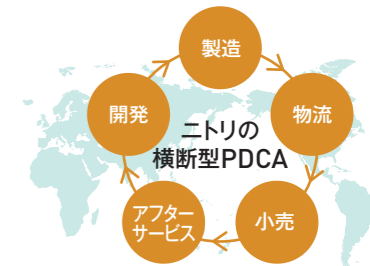 製造
開発
物流
ニトリの
横断型PDCA
アフター
サービス
小売